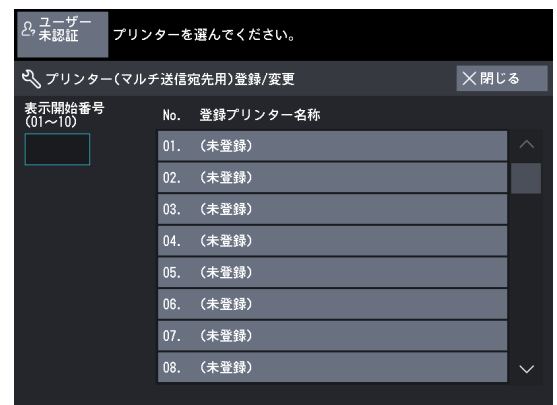 ユーザー
未認証
プリンターを選んでください。
プリンター(マルチ送信宛先用)登録/変更
閉じる
表示開始番号
(01～10)
No. 登録プリンター名称
01. (未登録)
02. (未登録)
03. (未登録)
04. (未登録)
05. (未登録)
06. (未登録)
07. (未登録)
08. (未登録)